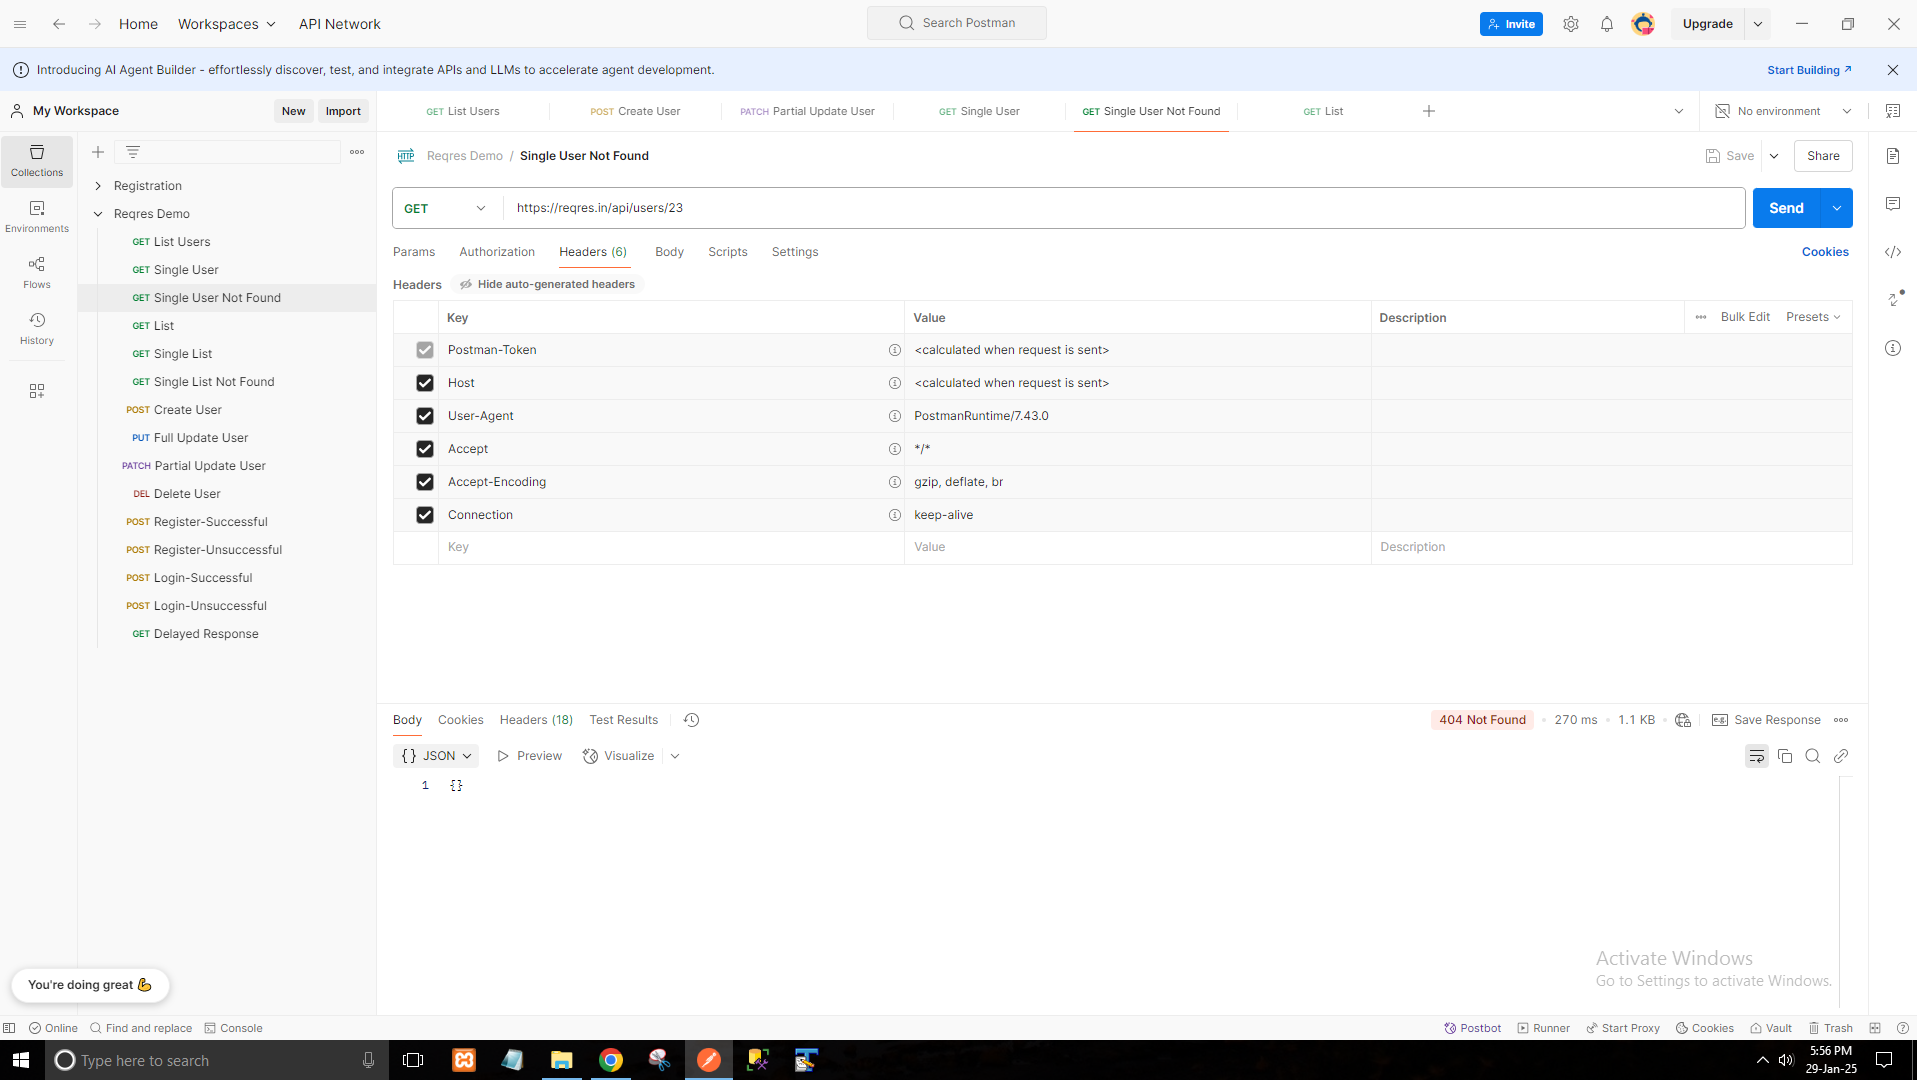 Home Workspaces API Network Search Postman Invite Upgrade
Introducing AI Agent Builder - effortlessly discover, test, and integrate APIs and LLMs to accelerate agent development. Start Building
My Workspace New Import GET List Users POST Create User PATCH Partial Update User GET Single User GET Single User Not Found GET List No environment
Collections
Environments
Flows
History
Registration
Reqres Demo
GET List Users
GET Single User
GET Single User Not Found
GET List
GET Single List
GET Single List Not Found
POST Create User
PUT Full Update User
PATCH Partial Update User
DEL Delete User
POST Register-Successful
POST Register-Unsuccessful
POST Login-Successful
POST Login-Unsuccessful
GET Delayed Response
You're doing great
HTTP Reqres Demo / Single User Not Found Save Share
GET https://reqres.in/api/users/23 Send
Params Authorization Headers (6) Body Scripts Settings Cookies
Headers Hide auto-generated headers
Key Value Description Bulk Edit Presets
Postman-Token <calculated when request is sent>
Host <calculated when request is sent>
User-Agent PostmanRuntime/7.43.0
Accept */*
Accept-Encoding gzip, deflate, br
Connection keep-alive
Key Value Description
Body Cookies Headers (18) Test Results 404 Not Found 270 ms 1.1 KB e.g. Save Response
{} JSON Preview Visualize
1 {}
Activate Windows
Go to Settings to activate Windows.
Online Find and replace Console Postbot Runner Start Proxy Cookies Vault Trash
Type here to search 5:56 PM
29-Jan-25